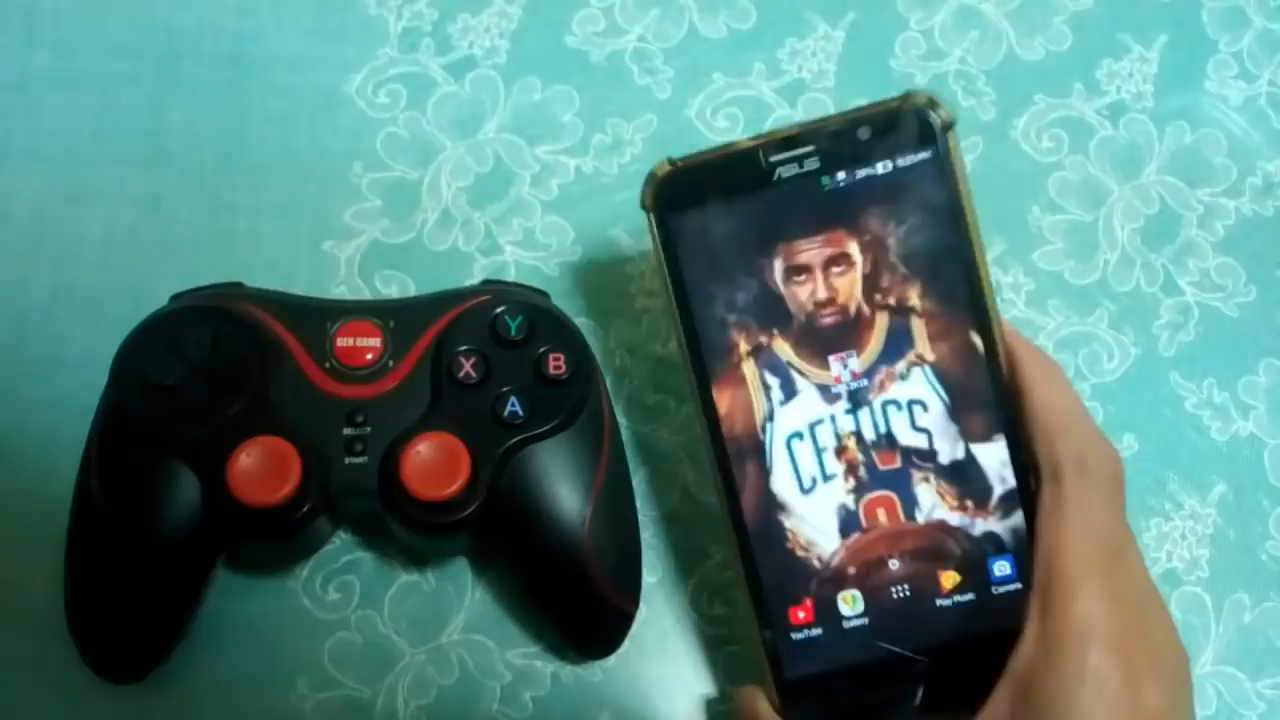 ASUS
GEN GAME
Y
X
B
A
SELECT
START
CELTICS
YouTube
Gallery
Play Music
Camera